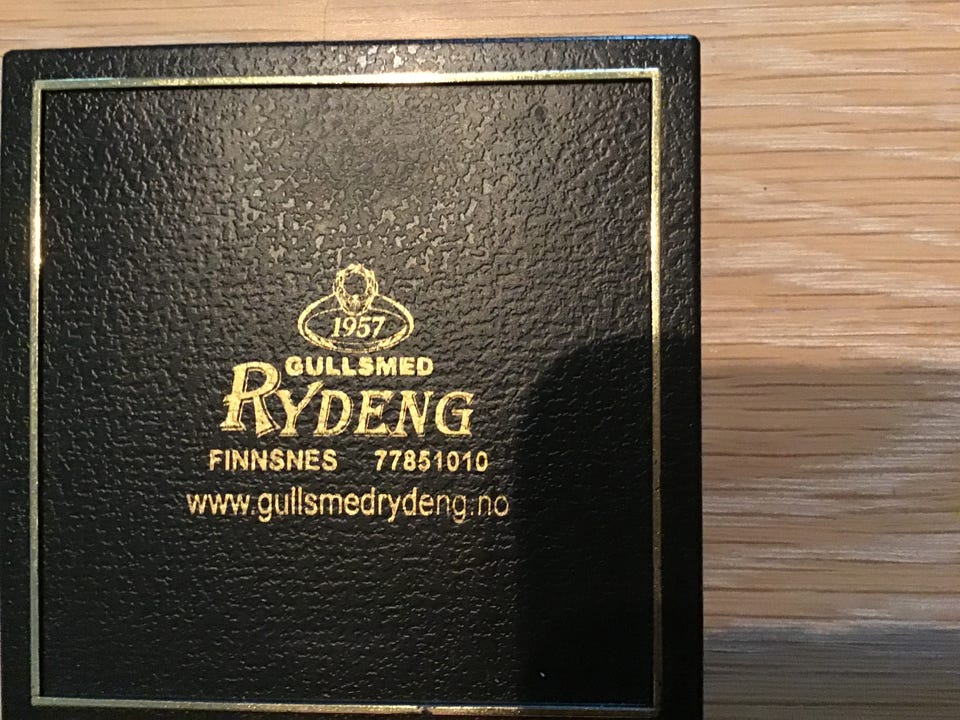 1957
GULLSMED
RYDENG
FINNSNES 77851010
www.gullsmedrydeng.no